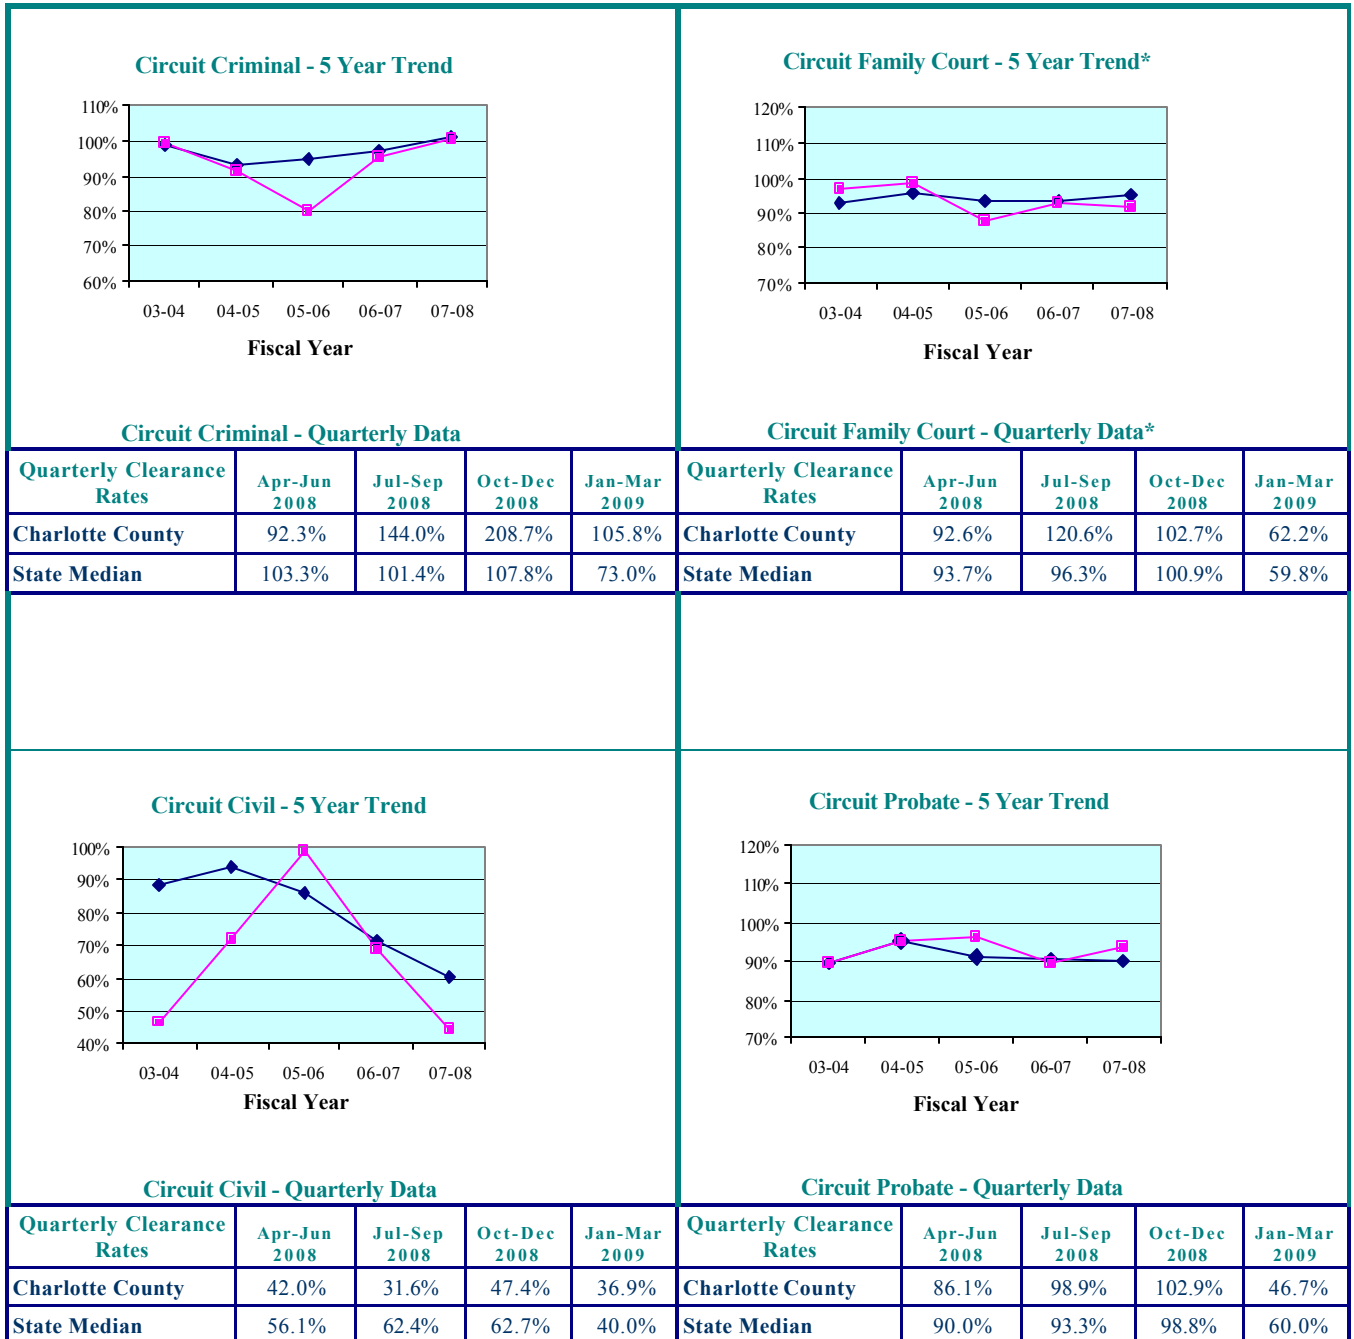 Circuit Criminal - 5 Year Trend
110%
100%
90%
80%
70%
60%
03-04 04-05 05-06 06-07 07-08
Fiscal Year
Circuit Criminal - Quarterly Data
Quarterly Clearance Rates Apr-Jun 2008 Jul-Sep 2008 Oct-Dec 2008 Jan-Mar 2009
Charlotte County 92.3% 144.0% 208.7% 105.8%
State Median 103.3% 101.4% 107.8% 73.0%
Circuit Family Court - 5 Year Trend*
120%
110%
100%
90%
80%
70%
03-04 04-05 05-06 06-07 07-08
Fiscal Year
Circuit Family Court - Quarterly Data*
Quarterly Clearance Rates Apr-Jun 2008 Jul-Sep 2008 Oct-Dec 2008 Jan-Mar 2009
Charlotte County 92.6% 120.6% 102.7% 62.2%
State Median 93.7% 96.3% 100.9% 59.8%
Circuit Civil - 5 Year Trend
100%
90%
80%
70%
60%
50%
40%
03-04 04-05 05-06 06-07 07-08
Fiscal Year
Circuit Civil - Quarterly Data
Quarterly Clearance Rates Apr-Jun 2008 Jul-Sep 2008 Oct-Dec 2008 Jan-Mar 2009
Charlotte County 42.0% 31.6% 47.4% 36.9%
State Median 56.1% 62.4% 62.7% 40.0%
Circuit Probate - 5 Year Trend
120%
110%
100%
90%
80%
70%
03-04 04-05 05-06 06-07 07-08
Fiscal Year
Circuit Probate - Quarterly Data
Quarterly Clearance Rates Apr-Jun 2008 Jul-Sep 2008 Oct-Dec 2008 Jan-Mar 2009
Charlotte County 86.1% 98.9% 102.9% 46.7%
State Median 90.0% 93.3% 98.8% 60.0%